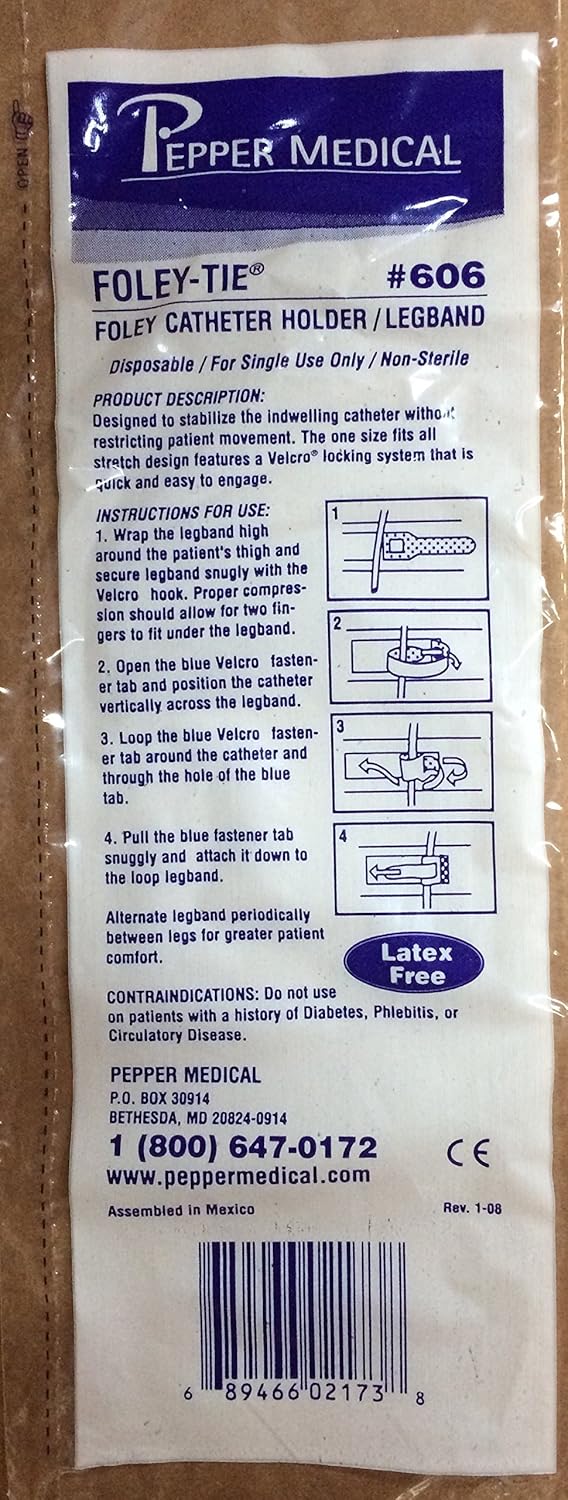 OPEN
PEPPER MEDICAL
FOLEY-TIE® #606
FOLEY CATHETER HOLDER / LEGBAND
Disposable / For Single Use Only / Non-Sterile
PRODUCT DESCRIPTION:
Designed to stabilize the indwelling catheter without
restricting patient movement. The one size fits all
stretch design features a Velcro® locking system that is
quick and easy to engage.
INSTRUCTIONS FOR USE:
1. Wrap the legband high
around the patient's thigh and
secure legband snugly with the
Velcro hook. Proper compres-
sion should allow for two fin-
gers to fit under the legband.
2. Open the blue Velcro fasten-
er tab and position the catheter
vertically across the legband.
3. Loop the blue Velcro fasten-
er tab around the catheter and
through the hole of the blue
tab.
4. Pull the blue fastener tab
snuggly and attach it down to
the loop legband.
1
2
3
4
Alternate legband periodically
between legs for greater patient
comfort.
Latex
Free
CONTRAINDICATIONS: Do not use
on patients with a history of Diabetes, Phlebitis, or
Circulatory Disease.
PEPPER MEDICAL
P.O. BOX 30914
BETHESDA, MD 20824-0914
1 (800) 647-0172 CE
www.peppermedical.com
Assembled in Mexico Rev. 1-08
6 89466 02173 8